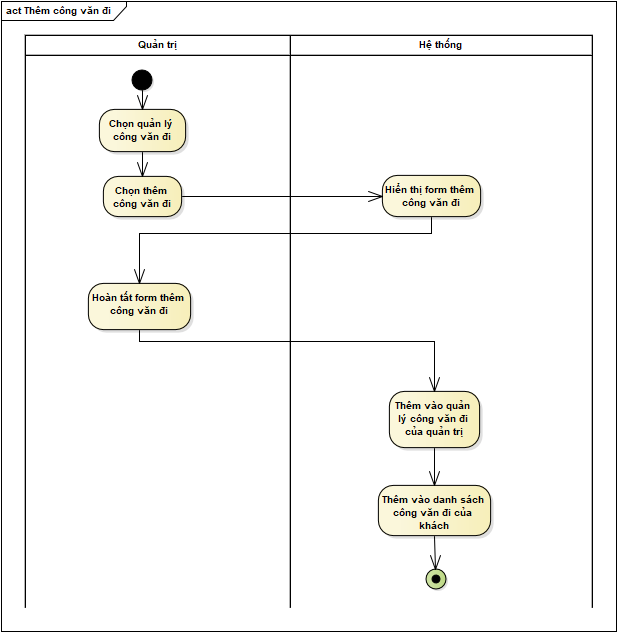 act Thêm công văn đi
Quản trị
Hệ thống
Chọn quản lý
công văn đi
Chọn thêm
công văn đi
Hiển thị form thêm
công văn đi
Hoàn tất form thêm
công văn đi
Thêm vào quản
lý công văn đi
của quản trị
Thêm vào danh sách
công văn đi của
khách